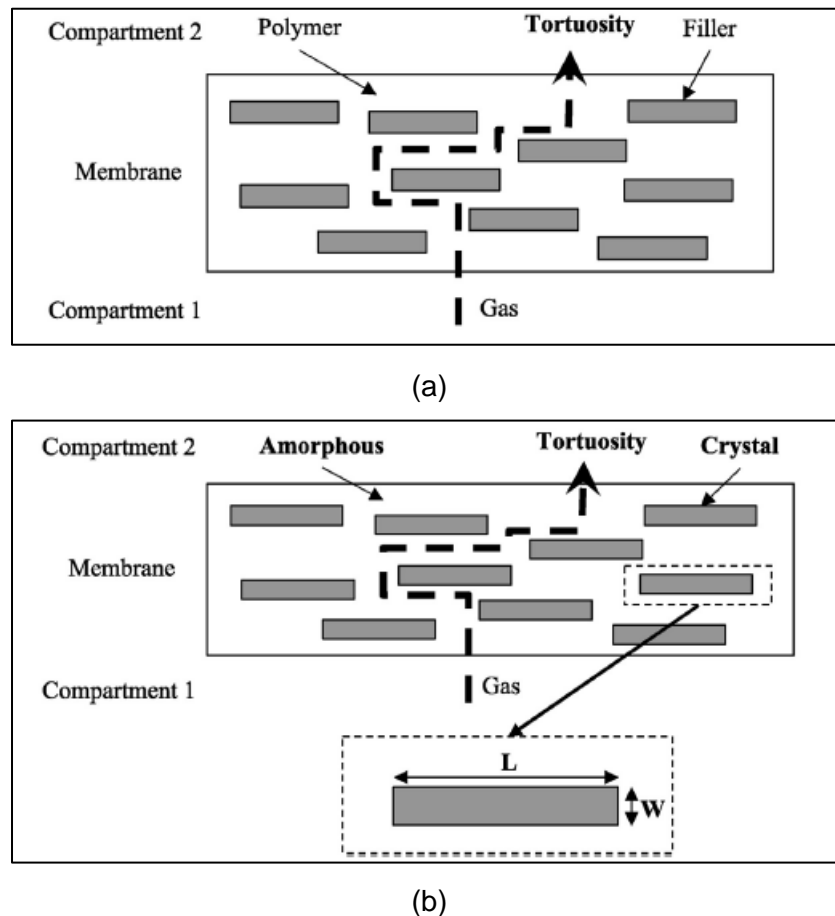 Compartment 2
Polymer
Tortuosity
Filler
Membrane
Compartment 1
Gas
(a)
Compartment 2
Amorphous
Tortuosity
Crystal
Membrane
Compartment 1
Gas
L
W
(b)